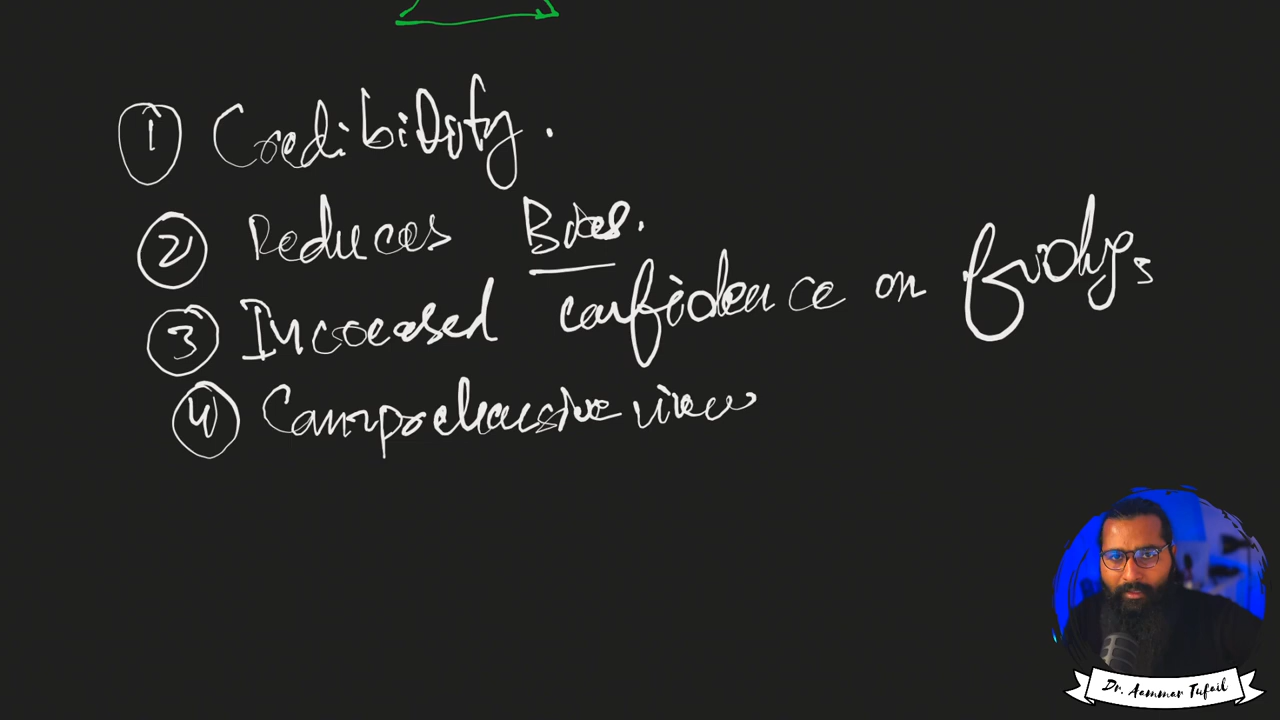 1 Credibility.
2 Reduces Bias.
3 Increased confidence on findings
4 Comprehensive view
Dr. Aammar Tufail